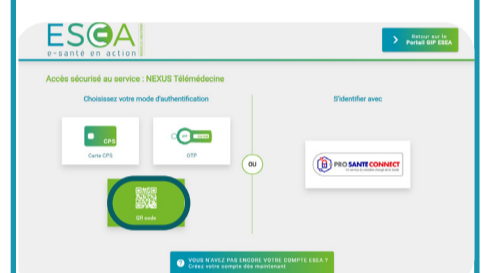 ESEA
e-santé en action
Retour sur le
Portail GIP ESEA
Accès sécurisé au service : NEXUS Télémédecine
Choisissez votre mode d'authentification
S'identifier avec
CPS
Carte CPS
OTP
OU
PRO SANTE CONNECT
QR code
VOUS N'AVEZ PAS ENCORE VOTRE COMPTE ESEA ?
Créez votre compte dès maintenant